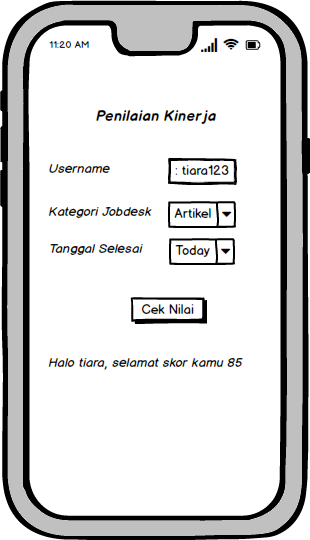 11:20 AM
Penilaian Kinerja
Username : tiara123
Kategori Jobdesk Artikel
Tanggal Selesai Today
Cek Nilai
Halo tiara, selamat skor kamu 85